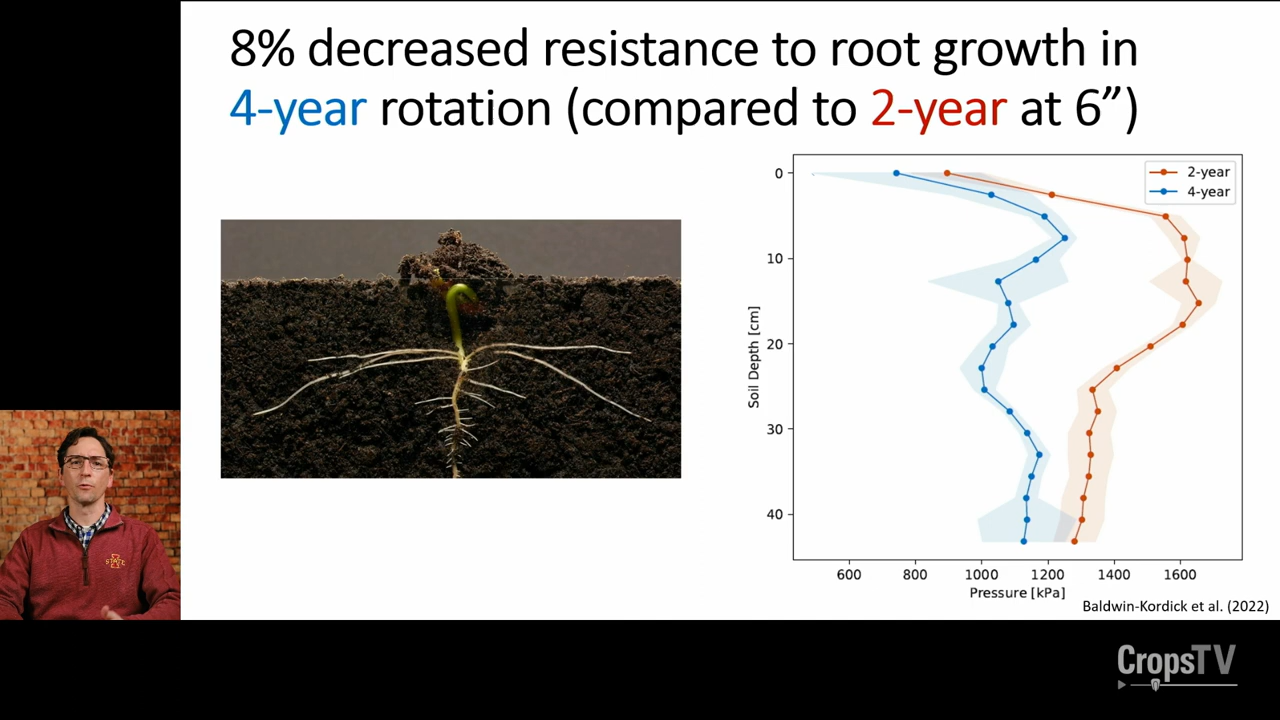 8% decreased resistance to root growth in
4-year rotation (compared to 2-year at 6”)
0
10
20
30
40
Soil Depth [cm]
2-year
4-year
600 800 1000 1200 1400 1600
Pressure [kPa]
Baldwin-Kordick et al. (2022)
STATE
CropsTV